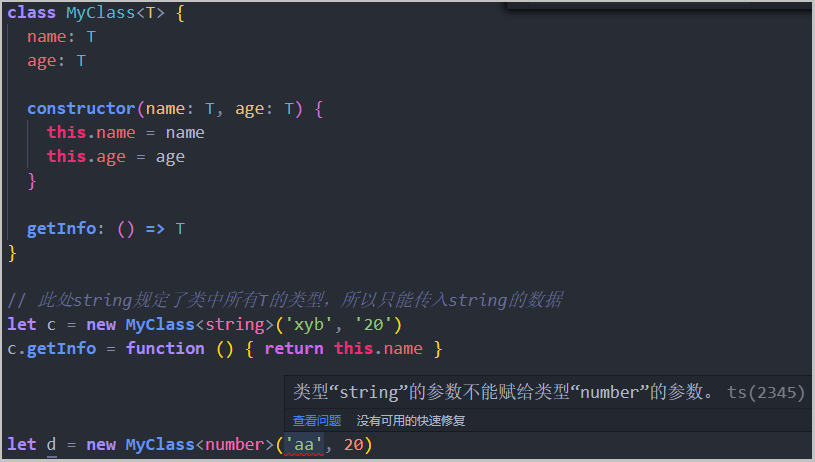 class MyClass<T> {
name: T
age: T
constructor(name: T, age: T) {
this.name = name
this.age = age
}
getInfo: () => T
}
// 此处string规定了类中所有T的类型，所以只能传入string的数据
let c = new MyClass<string>('xyb', '20')
c.getInfo = function () { return this.name }
类型“string”的参数不能赋给类型“number”的参数。 ts(2345)
查看问题 没有可用的快速修复
let d = new MyClass<number>('aa', 20)